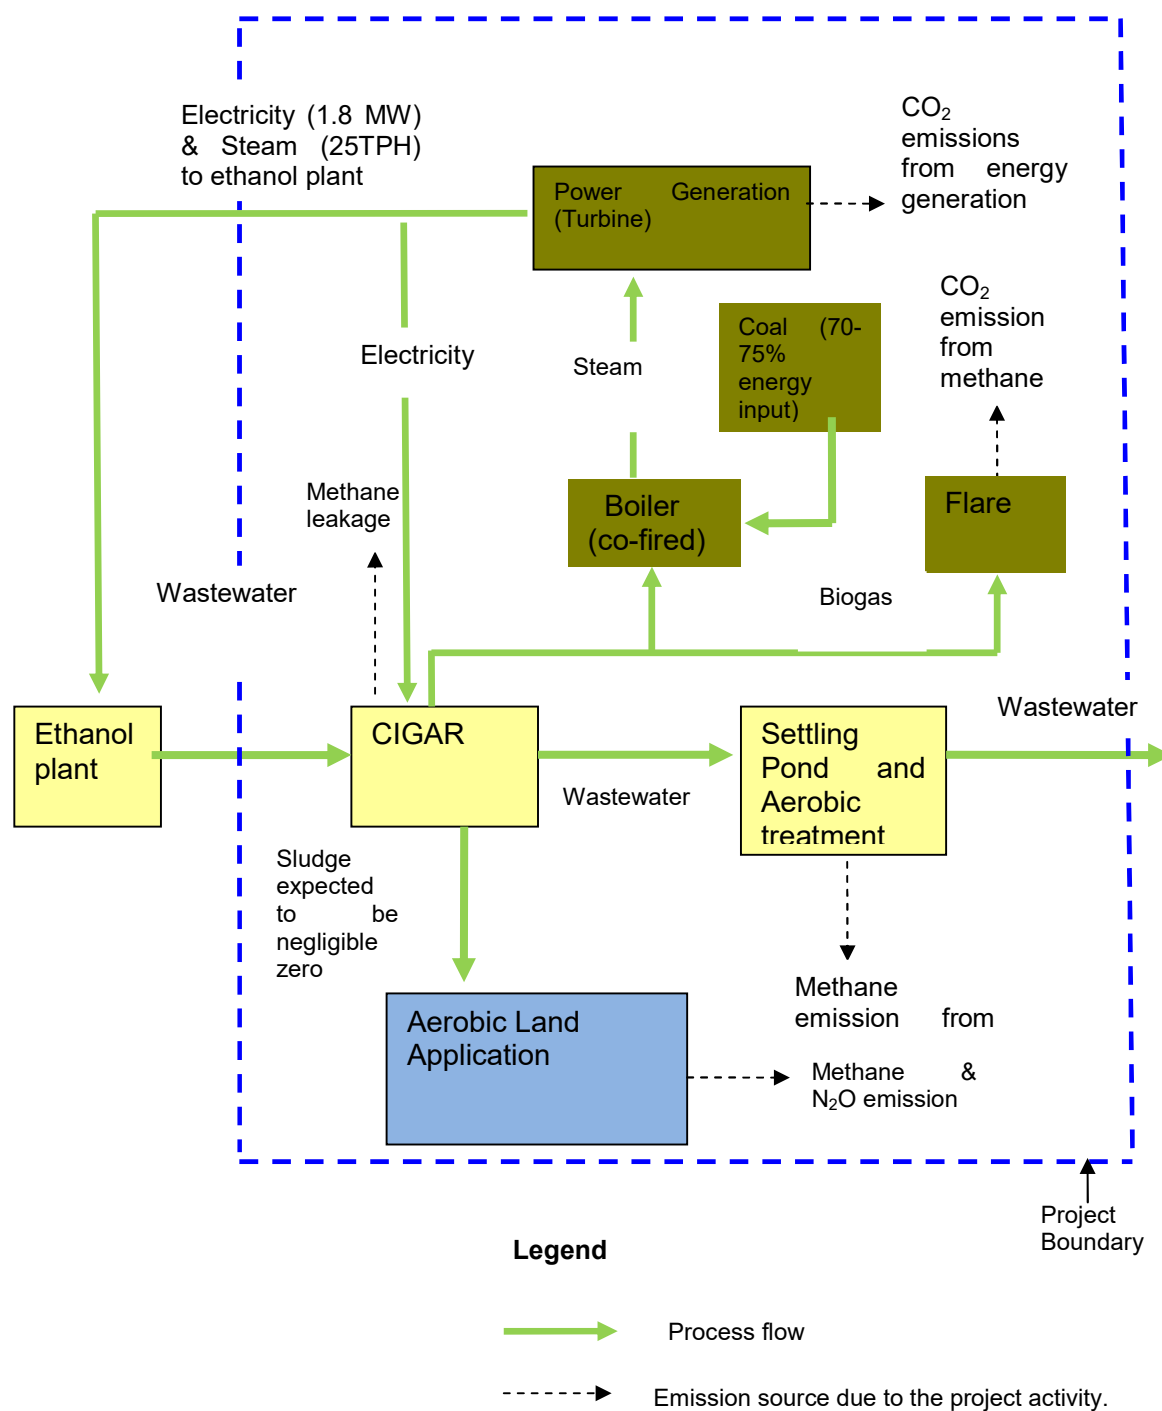 Electricity (1.8 MW)
& Steam (25TPH)
to ethanol plant
CO₂
emissions
from energy
generation
Power Generation
(Turbine)
CO₂
emission
from
methane
Coal (70-
75%
energy
input)
Electricity
Steam
Methane
leakage
Boiler
(co-fired)
Flare
Wastewater
Biogas
Wastewater
Ethanol
plant
CIGAR
Settling
Pond and
Aerobic
treatment
Wastewater
Sludge
expected
to be
negligible
zero
Methane
emission from
Aerobic Land
Application
Methane &
N₂O emission
Project
Boundary
Legend
Process flow
Emission source due to the project activity.